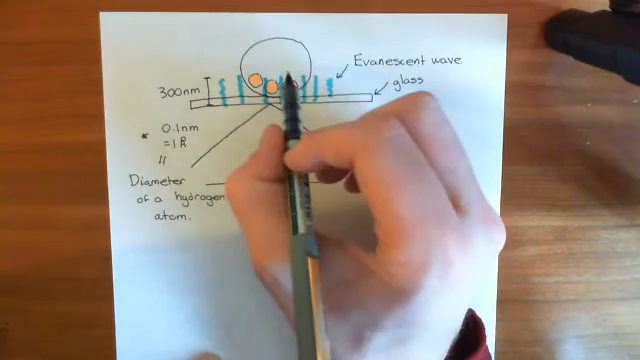 Evanescent wave
glass
300nm
* 0.1nm
= 1 Å
"
Diameter
of a hydrogen
atom.